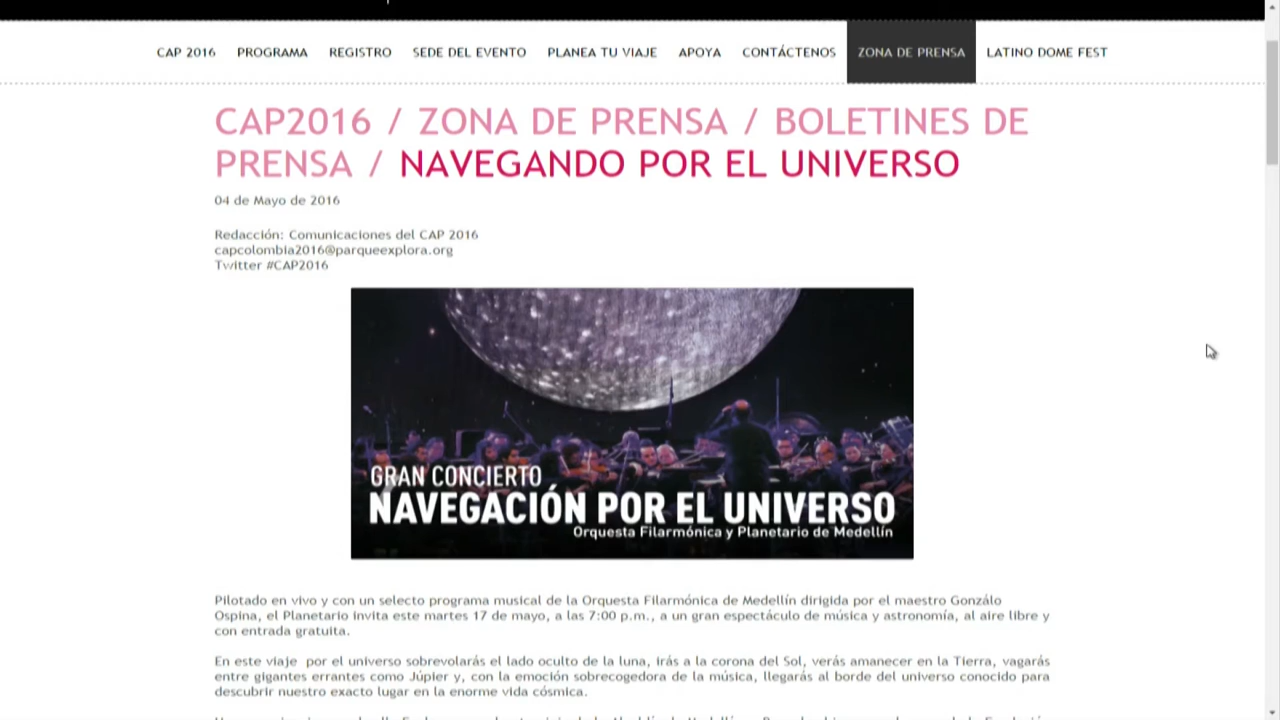 CAP 2016 PROGRAMA REGISTRO SEDE DEL EVENTO PLANEA TU VIAJE APOYA CONTÁCTENOS ZONA DE PRENSA LATINO DOME FEST
CAP2016 / ZONA DE PRENSA / BOLETINES DE
PRENSA / NAVEGANDO POR EL UNIVERSO
04 de Mayo de 2016
Redacción: Comunicaciones del CAP 2016
capcolombia2016@parqueexplora.org
Twitter #CAP2016
GRAN CONCIERTO
NAVEGACIÓN POR EL UNIVERSO
Orquesta Filarmónica y Planetario de Medellín
Pilotado en vivo y con un selecto programa musical de la Orquesta Filarmónica de Medellín dirigida por el maestro Gonzálo
Ospina, el Planetario invita este martes 17 de mayo, a las 7:00 p.m., a un gran espectáculo de música y astronomía, al aire libre y
con entrada gratuita.
En este viaje por el universo sobrevolarás el lado oculto de la luna, irás a la corona del Sol, verás amanecer en la Tierra, vagarás
entre gigantes errantes como Júpier y, con la emoción sobrecogedora de la música, llegarás al borde del universo conocido para
descubrir nuestro exacto lugar en la enorme vida cósmica.